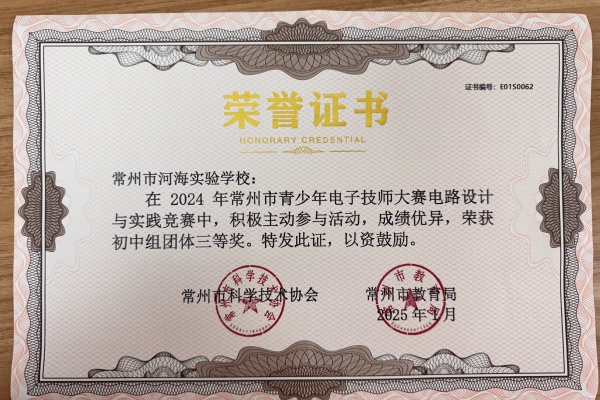 证书编号：E01S0062
荣誉证书
HONORARY CREDENTIAL
常州市河海实验学校：
在 2024 年常州市青少年电子技师大赛电路设计
与实践竞赛中，积极主动参与活动，成绩优异，荣获
初中组团体三等奖。特发此证，以资鼓励。
常州市科学技术协会 常州市教育局
2025 年 1 月